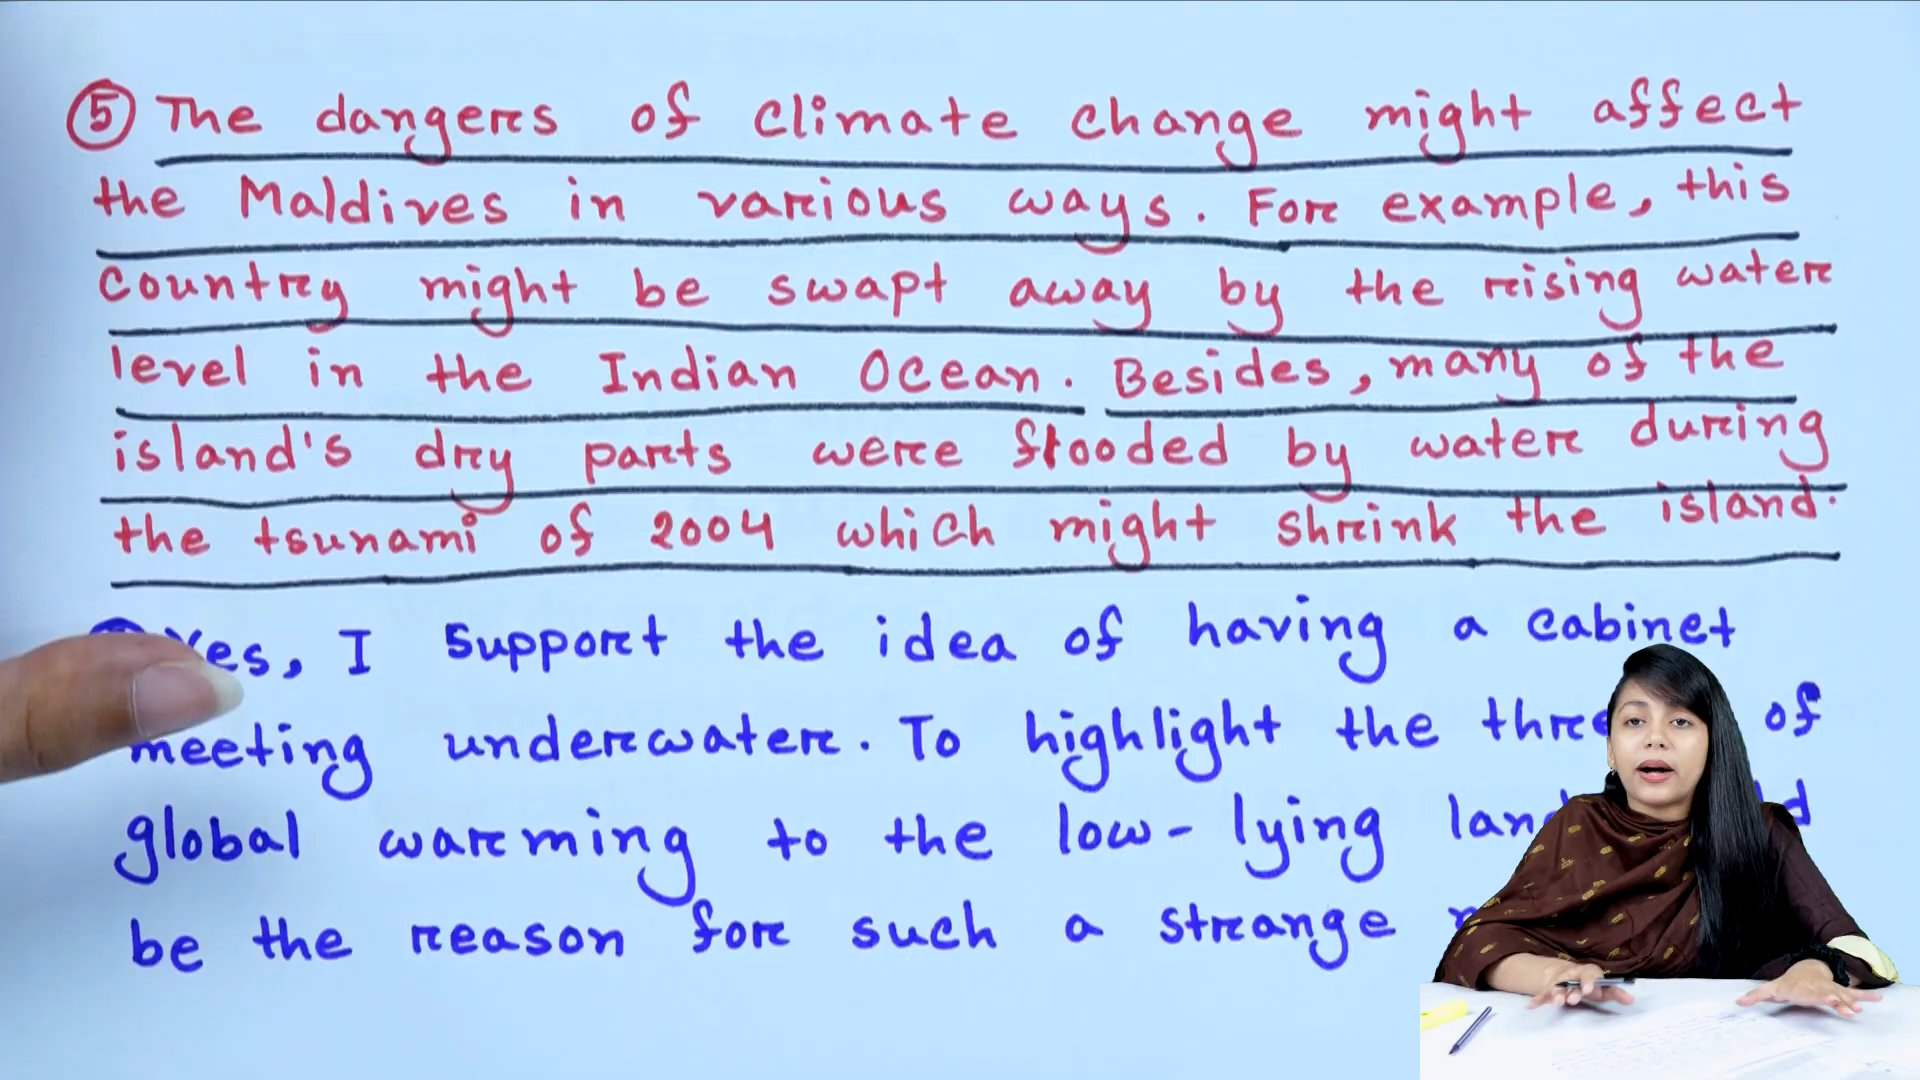 ⑤ The dangers of climate change might affect
the Maldives in various ways. For example, this
country might be swapt away by the rising water
level in the Indian Ocean. Besides, many of the
island's dry parts were flooded by water during
the tsunami of 2004 which might shrink the island.
Yes, I support the idea of having a cabinet
meeting underwater. To highlight the of
global warming to the low-lying
be the reason for such a strange